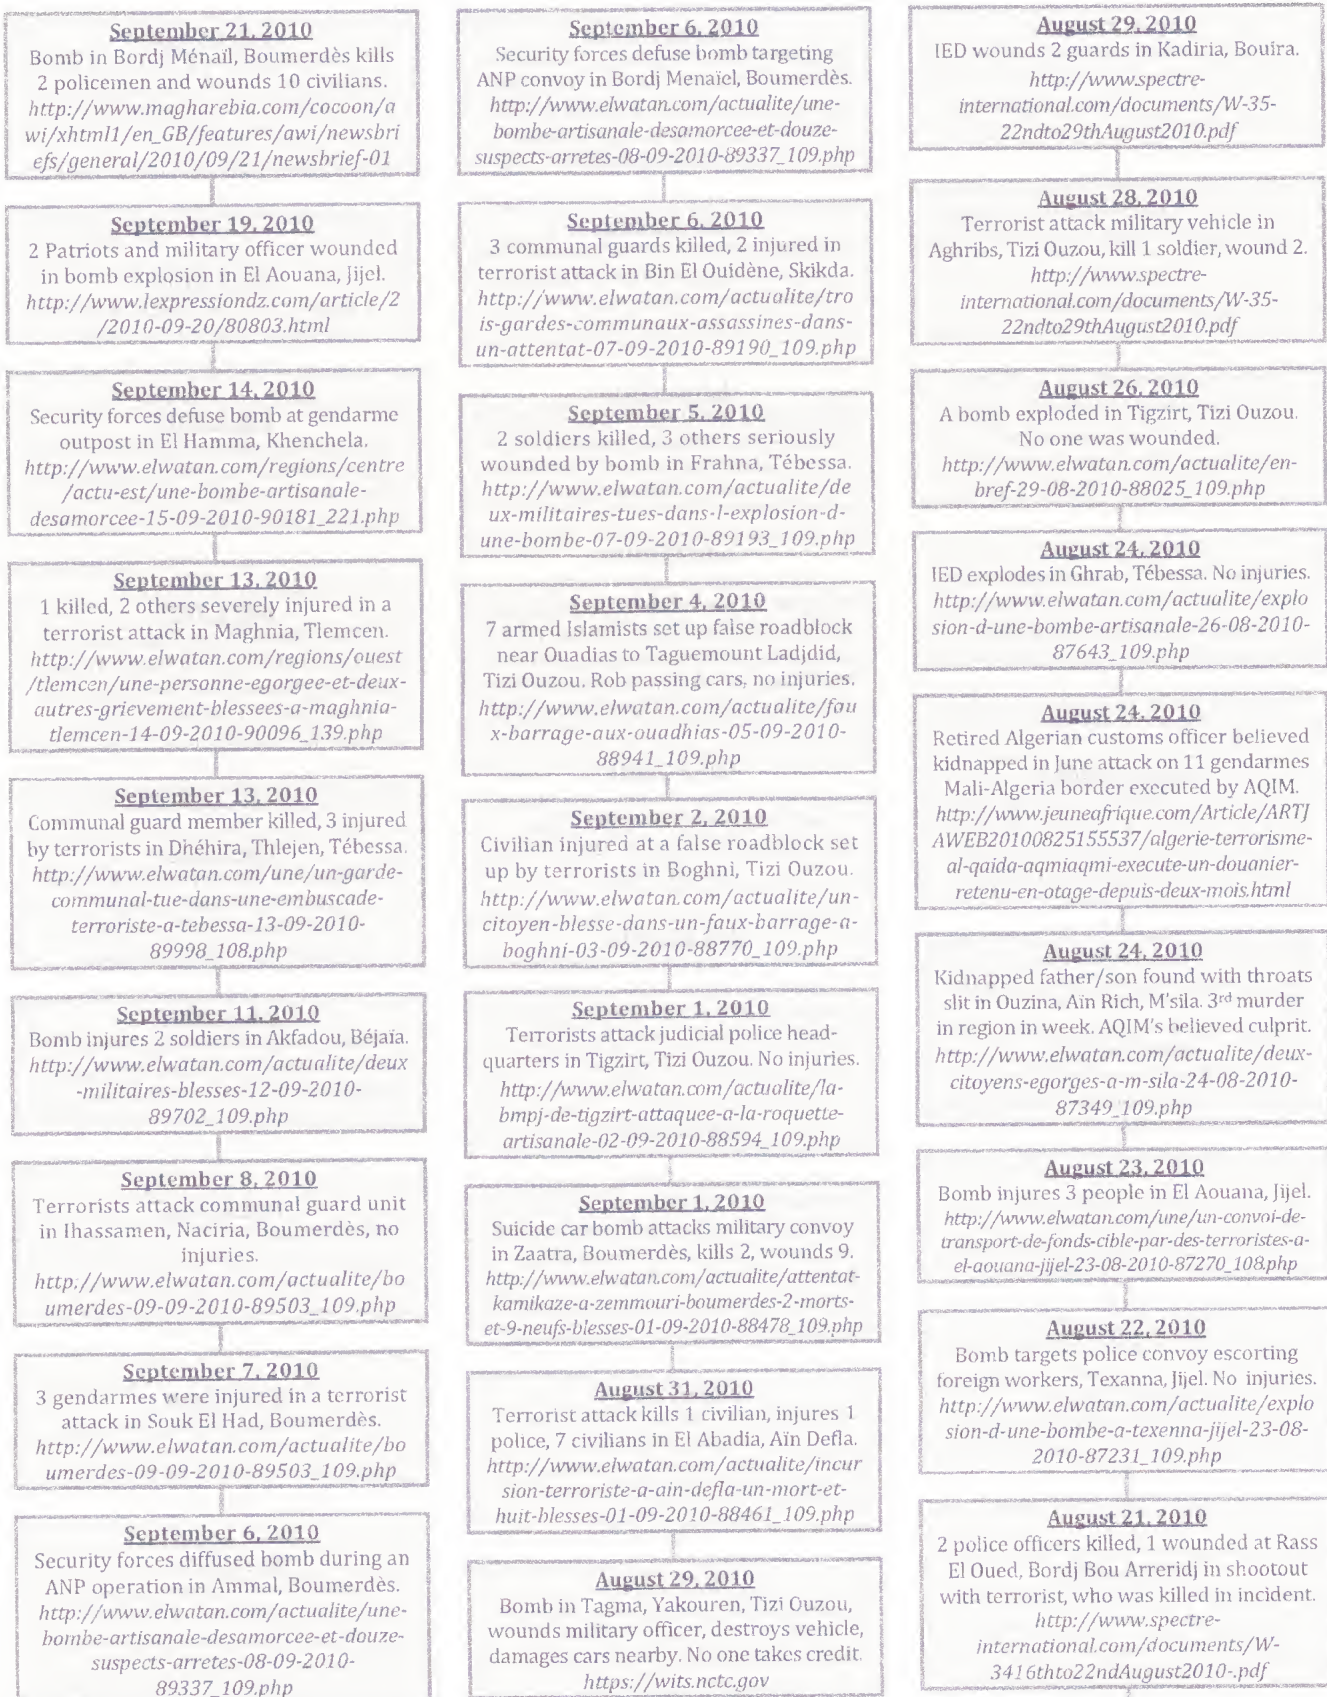 September 21, 2010
Bomb in Bordj Ménaïl, Boumerdès kills
2 policemen and wounds 10 civilians.
http://www.magharebia.com/cocoon/a
wi/xhtml1/en_GB/features/awi/newsbri
efs/general/2010/09/21/newsbrief-01
September 19, 2010
2 Patriots and military officer wounded
in bomb explosion in El Aouana, Jijel.
http://www.lexpressiondz.com/article/2
/2010-09-20/80803.html
September 14, 2010
Security forces defuse bomb at gendarme
outpost in El Hamma, Khenchela.
http://www.elwatan.com/regions/centre
/actu-est/une-bombe-artisanale-
desamorcee-15-09-2010-90181_221.php
September 13, 2010
1 killed, 2 others severely injured in a
terrorist attack in Maghnia, Tlemcen.
http://www.elwatan.com/regions/ouest
/tlemcen/une-personne-egorgee-et-deux-
autres-grievement-blessees-a-maghnia-
tlemcen-14-09-2010-90096_139.php
September 13, 2010
Communal guard member killed, 3 injured
by terrorists in Dhéhira, Thlejen, Tébessa.
http://www.elwatan.com/une/un-garde-
communal-tue-dans-une-embuscade-
terroriste-a-tebessa-13-09-2010-
89998_108.php
September 11, 2010
Bomb injures 2 soldiers in Akfadou, Béjaïa.
http://www.elwatan.com/actualite/deux
-militaires-blesses-12-09-2010-
89702_109.php
September 8, 2010
Terrorists attack communal guard unit
in Ihassamen, Naciria, Boumerdès, no
injuries.
http://www.elwatan.com/actualite/bo
umerdes-09-09-2010-89503_109.php
September 7, 2010
3 gendarmes were injured in a terrorist
attack in Souk El Had, Boumerdès.
http://www.elwatan.com/actualite/bo
umerdes-09-09-2010-89503_109.php
September 6, 2010
Security forces diffused bomb during an
ANP operation in Ammal, Boumerdès.
http://www.elwatan.com/actualite/une-
bombe-artisanale-desamorcee-et-douze-
suspects-arretes-08-09-2010-
89337_109.php
September 6, 2010
Security forces defuse bomb targeting
ANP convoy in Bordj Menaïel, Boumerdès.
http://www.elwatan.com/actualite/une-
bombe-artisanale-desamorcee-et-douze-
suspects-arretes-08-09-2010-89337_109.php
September 6, 2010
3 communal guards killed, 2 injured in
terrorist attack in Bin El Ouidène, Skikda.
http://www.elwatan.com/actualite/tro
is-gardes-communaux-assassines-dans-
un-attentat-07-09-2010-89190_109.php
September 5, 2010
2 soldiers killed, 3 others seriously
wounded by bomb in Frahna, Tébessa.
http://www.elwatan.com/actualite/de
ux-militaires-tues-dans-l-explosion-d-
une-bombe-07-09-2010-89193_109.php
September 4, 2010
7 armed Islamists set up false roadblock
near Ouadias to Taguemount Ladjdid,
Tizi Ouzou. Rob passing cars, no injuries.
http://www.elwatan.com/actualite/fau
x-barrage-aux-ouadhias-05-09-2010-
88941_109.php
September 2, 2010
Civilian injured at a false roadblock set
up by terrorists in Boghni, Tizi Ouzou.
http://www.elwatan.com/actualite/un-
citoyen-blesse-dans-un-faux-barrage-a-
boghni-03-09-2010-88770_109.php
September 1, 2010
Terrorists attack judicial police head-
quarters in Tigzirt, Tizi Ouzou. No injuries.
http://www.elwatan.com/actualite/la-
bmpj-de-tigzirt-attaquee-a-la-roquette-
artisanale-02-09-2010-88594_109.php
September 1, 2010
Suicide car bomb attacks military convoy
in Zaatra, Boumerdès, kills 2, wounds 9.
http://www.elwatan.com/actualite/attentat-
kamikaze-a-zemmouri-boumerdes-2-morts-
et-9-neufs-blesses-01-09-2010-88478_109.php
August 31, 2010
Terrorist attack kills 1 civilian, injures 1
police, 7 civilians in El Abadia, Aïn Defla.
http://www.elwatan.com/actualite/incur
sion-terroriste-a-ain-defla-un-mort-et-
huit-blesses-01-09-2010-88461_109.php
August 29, 2010
Bomb in Tagma, Yakouren, Tizi Ouzou,
wounds military officer, destroys vehicle,
damages cars nearby. No one takes credit.
https://wits.nctc.gov
August 29, 2010
IED wounds 2 guards in Kadiria, Bouira.
http://www.spectre-
international.com/documents/W-35-
22ndto29thAugust2010.pdf
August 28, 2010
Terrorist attack military vehicle in
Aghribs, Tizi Ouzou, kill 1 soldier, wound 2.
http://www.spectre-
international.com/documents/W-35-
22ndto29thAugust2010.pdf
August 26, 2010
A bomb exploded in Tigzirt, Tizi Ouzou.
No one was wounded.
http://www.elwatan.com/actualite/en-
bref-29-08-2010-88025_109.php
August 24, 2010
IED explodes in Ghrab, Tébessa. No injuries.
http://www.elwatan.com/actualite/explo
sion-d-une-bombe-artisanale-26-08-2010-
87643_109.php
August 24, 2010
Retired Algerian customs officer believed
kidnapped in June attack on 11 gendarmes
Mali-Algeria border executed by AQIM.
http://www.jeuneafrique.com/Article/ARTJ
AWEB20100825155537/algerie-terrorisme-
al-qaida-aqmiaqmi-execute-un-douanier-
retenu-en-otage-depuis-deux-mois.html
August 24, 2010
Kidnapped father/son found with throats
slit in Ouzina, Aïn Rich, M'sila. 3rd murder
in region in week. AQIM's believed culprit.
http://www.elwatan.com/actualite/deux-
citoyens-egorges-a-m-sila-24-08-2010-
87349_109.php
August 23, 2010
Bomb injures 3 people in El Aouana, Jijel.
http://www.elwatan.com/une/un-convoi-de-
transport-de-fonds-cible-par-des-terroristes-a-
el-aouana-jijel-23-08-2010-87270_108.php
August 22, 2010
Bomb targets police convoy escorting
foreign workers, Texanna, Jijel. No injuries.
http://www.elwatan.com/actualite/explo
sion-d-une-bombe-a-texenna-jijel-23-08-
2010-87231_109.php
August 21, 2010
2 police officers killed, 1 wounded at Rass
El Oued, Bordj Bou Arreridj in shootout
with terrorist, who was killed in incident.
http://www.spectre-
international.com/documents/W-
3416thto22ndAugust2010-.pdf